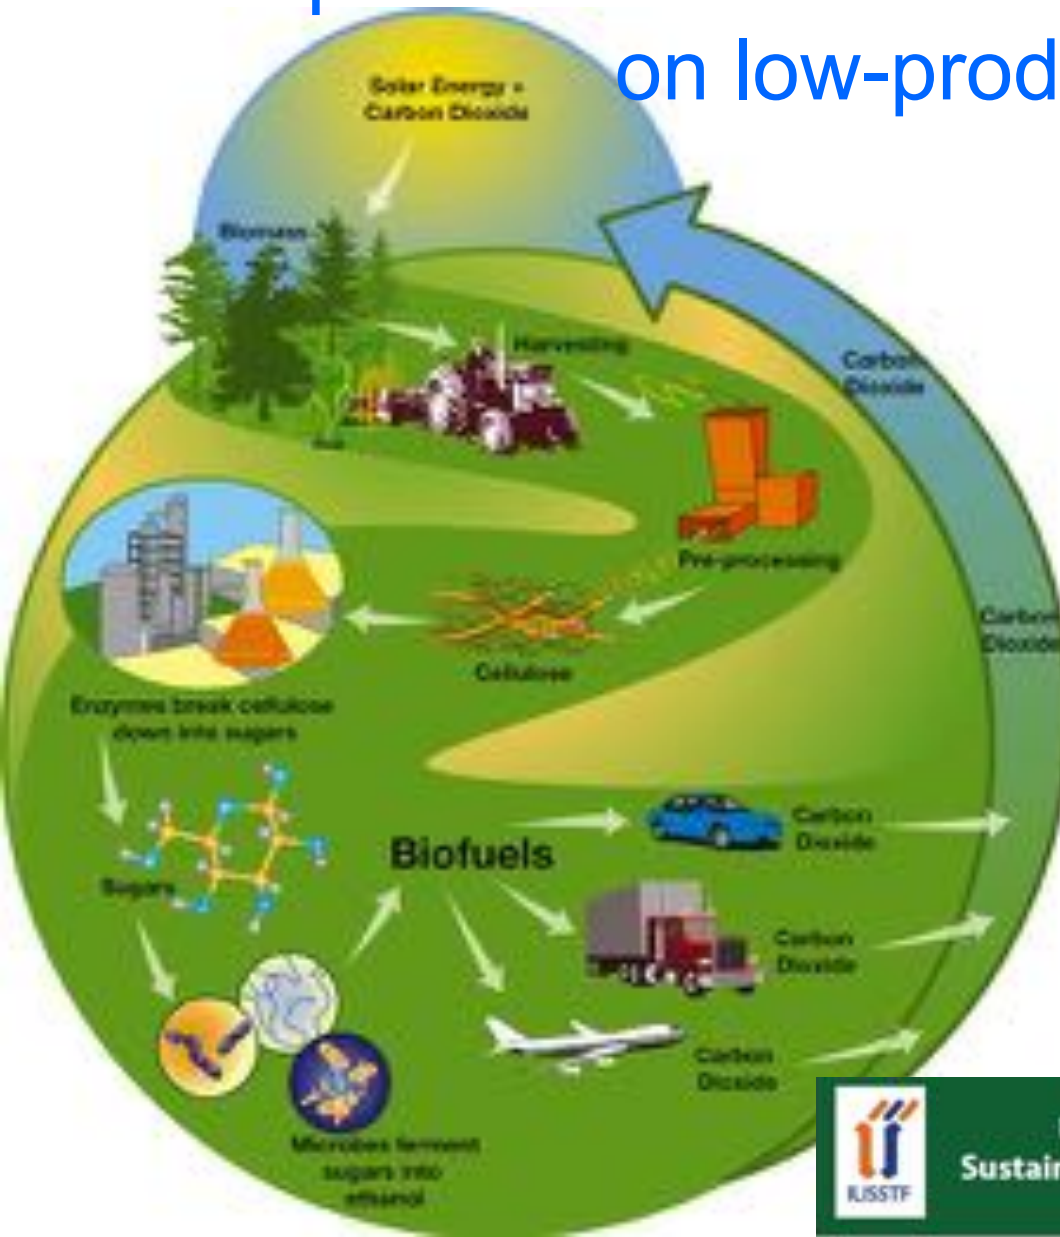 on low-prod
Solar Energy +
Carbon Dioxide
Biomass
Harvesting
Carbon
Dioxide
Pre-processing
Carbon
Dioxide
Cellulose
Enzymes break cellulose
down into sugars
Carbon
Dioxide
Biofuels
Sugars
Carbon
Dioxide
Carbon
Dioxide
Microbes ferment
sugars into
ethanol
Sustain